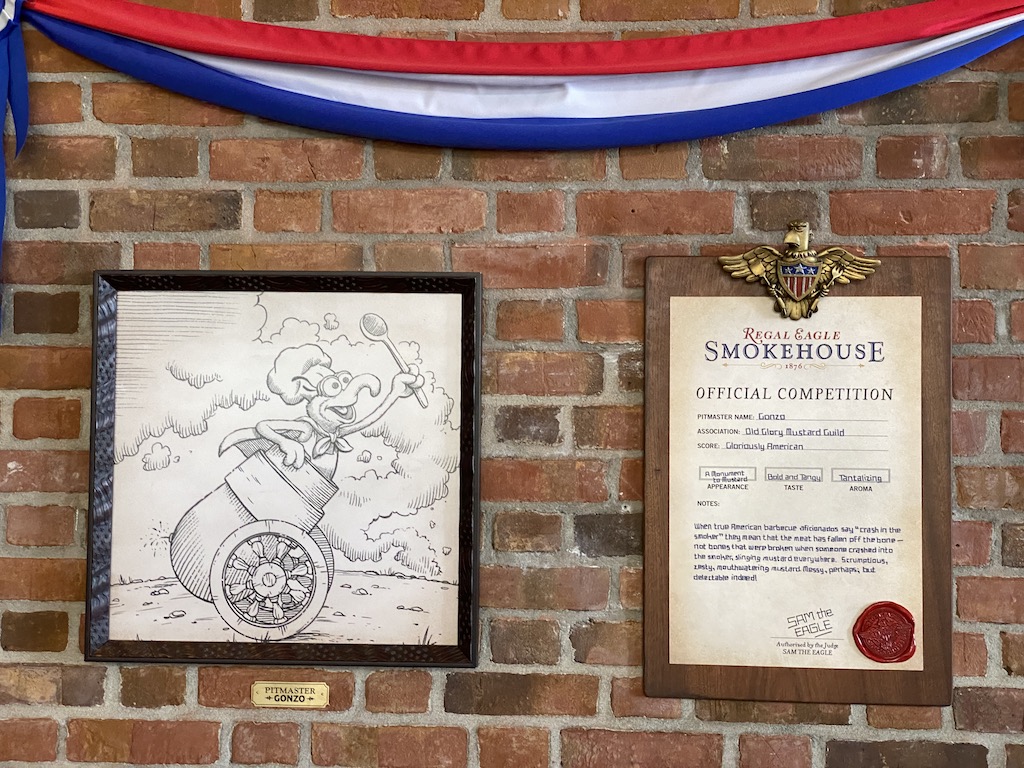 PITMASTER
GONZO
REGAL EAGLE
SMOKEHOUSE
1876
OFFICIAL COMPETITION
PITMASTER NAME: Gonzo
ASSOCIATION: Old Glory Mustard Guild
SCORE: Gloriously American
A Monument
to Mustard
APPEARANCE
Bold and Tangy
TASTE
Tantalizing
AROMA
NOTES:
When true American barbecue aficionados say "crash in the
smoker" they mean that the meat has fallen off the bone —
not bones that were broken when someone crashed into
the smoker, slinging mustard everywhere. Scrumptious,
zesty, mouthwatering mustard. Messy, perhaps, but
delectable indeed!
SAM the
EAGLE
Authorized by the Judge
SAM THE EAGLE